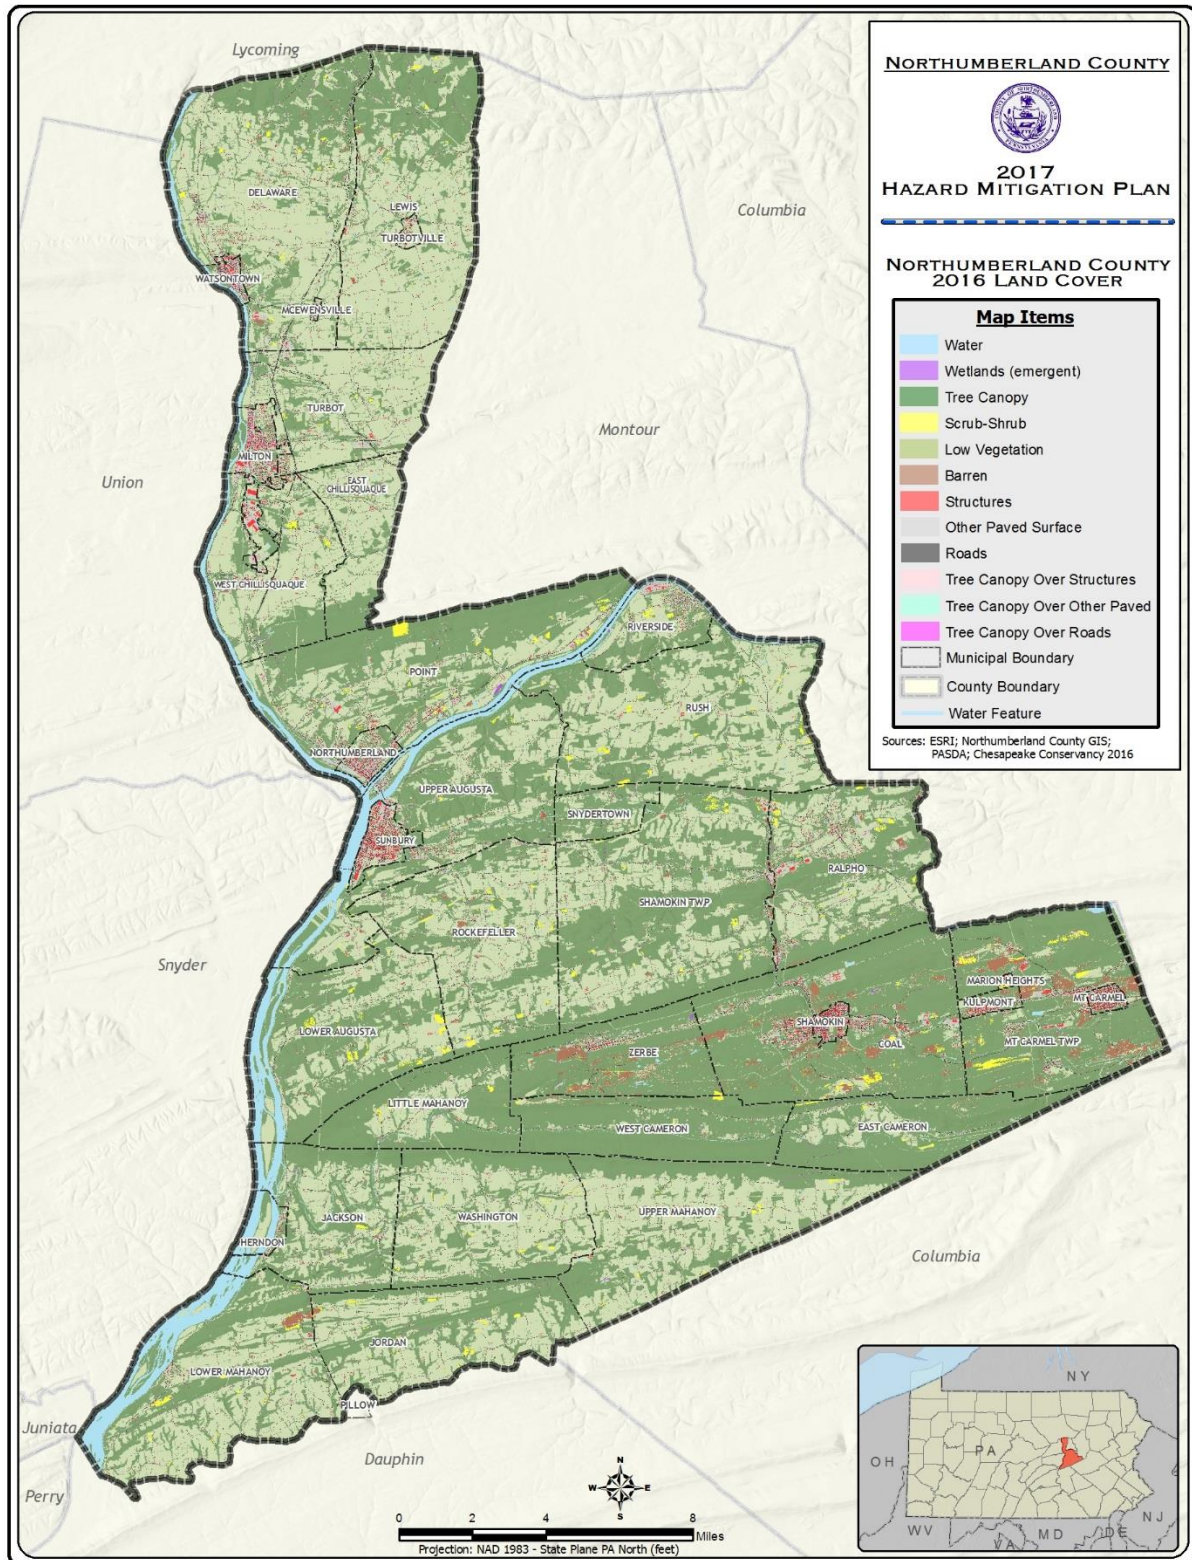 NORTHUMBERLAND COUNTY
2017
HAZARD MITIGATION PLAN
NORTHUMBERLAND COUNTY
2016 LAND COVER
Map Items
Water
Wetlands (emergent)
Tree Canopy
Scrub-Shrub
Low Vegetation
Barren
Structures
Other Paved Surface
Roads
Tree Canopy Over Structures
Tree Canopy Over Other Paved
Tree Canopy Over Roads
Municipal Boundary
County Boundary
Water Feature
Sources: ESRI; Northumberland County GIS;
PASDA; Chesapeake Conservancy 2016
Lycoming
Columbia
Montour
Union
Snyder
Columbia
Juniata
Perry
Dauphin
DELAWARE
LEWIS
TURBOTVILLE
WATSONTOWN
MCEWENSVILLE
TURBOT
MILTON
EAST
CHILLISQUAQUE
WEST CHILLISQUAQUE
RIVERSIDE
POINT
RUSH
NORTHUMBERLAND
UPPER AUGUSTA
SNYDERTOWN
SUNBURY
RALPHO
SHAMOKIN TWP
ROCKEFELLER
MARION HEIGHTS
KULPMONT
MT CARMEL
SHAMOKIN
LOWER AUGUSTA
COAL
MT CARMEL TWP
ZERBE
LITTLE MAHANOY
WEST CAMERON
EAST CAMERON
JACKSON
WASHINGTON
UPPER MAHANOY
HERNDON
JORDAN
LOWER MAHANOY
PILLOW
N
W E
S
0 2 4 8
Miles
Projection: NAD 1983 - State Plane PA North (feet)
NY
PA
OH
NJ
WV
MD
DE
VA